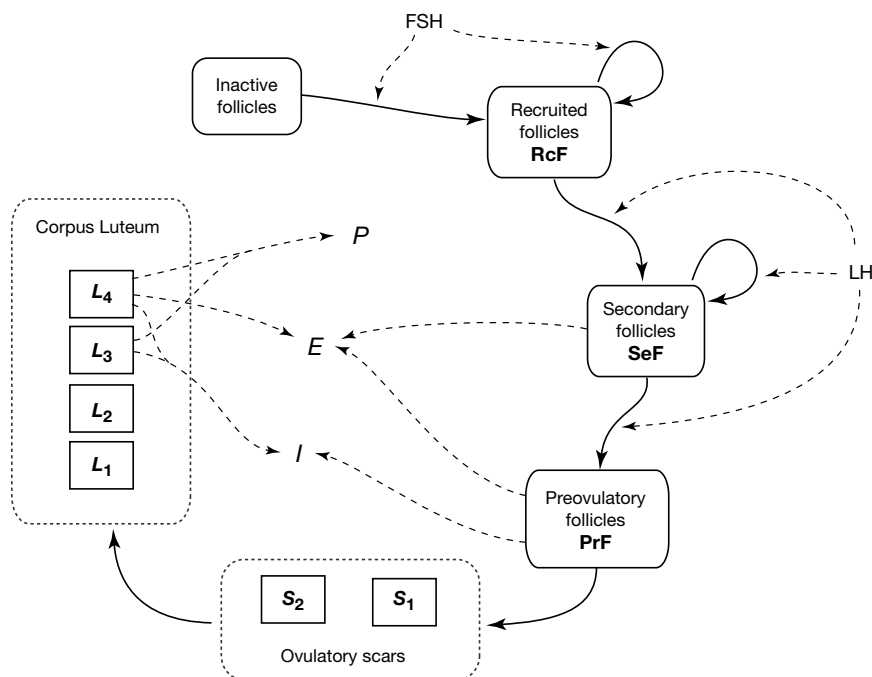 FSH
Inactive
follicles
Recruited
follicles
RcF
Corpus Luteum
P
L4
LH
Secondary
follicles
SeF
E
L3
L2
I
L1
Preovulatory
follicles
PrF
S2
S1
Ovulatory scars